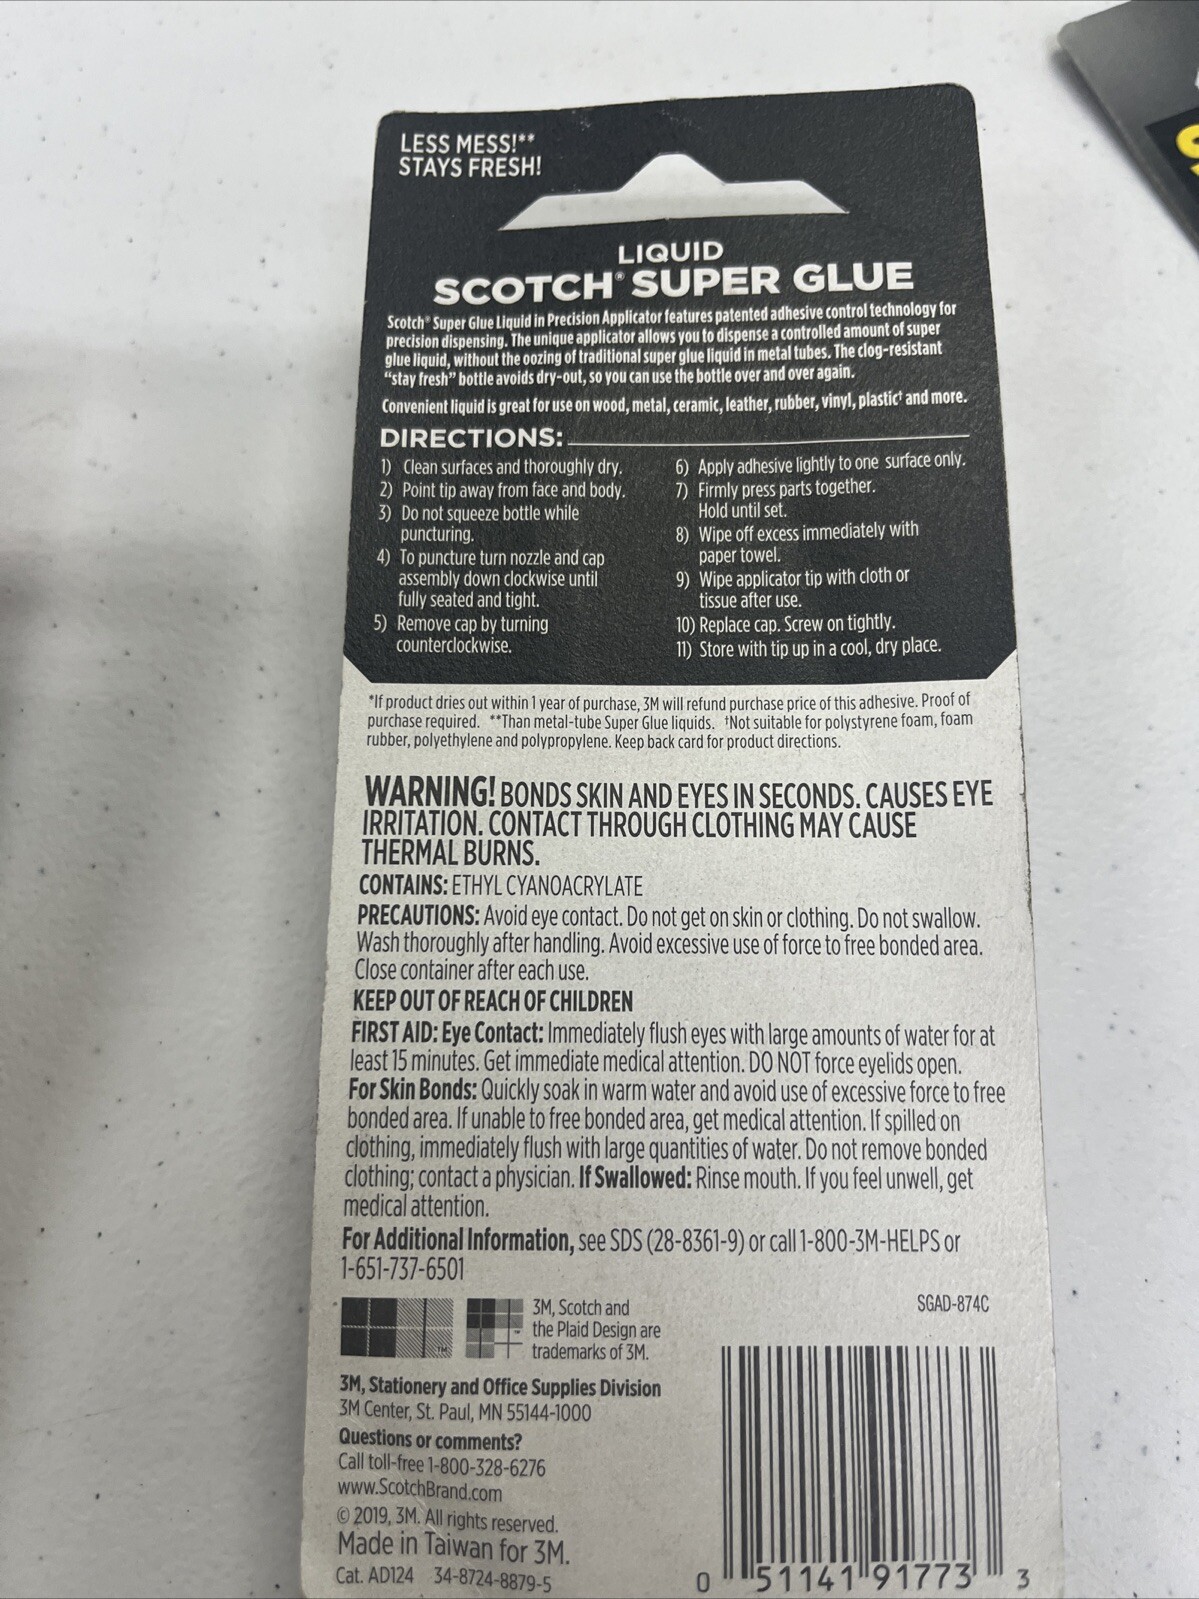 LESS MESS!**
STAYS FRESH!
LIQUID
SCOTCH® SUPER GLUE
Scotch® Super Glue Liquid in Precision Applicator features patented adhesive control technology for
precision dispensing. The unique applicator allows you to dispense a controlled amount of super
glue liquid, without the oozing of traditional super glue liquid in metal tubes. The clog-resistant
"stay fresh" bottle avoids dry-out, so you can use the bottle over and over again.
Convenient liquid is great for use on wood, metal, ceramic, leather, rubber, vinyl, plastic† and more.
DIRECTIONS:
1) Clean surfaces and thoroughly dry.
2) Point tip away from face and body.
3) Do not squeeze bottle while
puncturing.
4) To puncture turn nozzle and cap
assembly down clockwise until
fully seated and tight.
5) Remove cap by turning
counterclockwise.
6) Apply adhesive lightly to one surface only.
7) Firmly press parts together.
Hold until set.
8) Wipe off excess immediately with
paper towel.
9) Wipe applicator tip with cloth or
tissue after use.
10) Replace cap. Screw on tightly.
11) Store with tip up in a cool, dry place.
*If product dries out within 1 year of purchase, 3M will refund purchase price of this adhesive. Proof of
purchase required. **Than metal-tube Super Glue liquids. †Not suitable for polystyrene foam, foam
rubber, polyethylene and polypropylene. Keep back card for product directions.
WARNING! BONDS SKIN AND EYES IN SECONDS. CAUSES EYE
IRRITATION. CONTACT THROUGH CLOTHING MAY CAUSE
THERMAL BURNS.
CONTAINS: ETHYL CYANOACRYLATE
PRECAUTIONS: Avoid eye contact. Do not get on skin or clothing. Do not swallow.
Wash thoroughly after handling. Avoid excessive use of force to free bonded area.
Close container after each use.
KEEP OUT OF REACH OF CHILDREN
FIRST AID: Eye Contact: Immediately flush eyes with large amounts of water for at
least 15 minutes. Get immediate medical attention. DO NOT force eyelids open.
For Skin Bonds: Quickly soak in warm water and avoid use of excessive force to free
bonded area. If unable to free bonded area, get medical attention. If spilled on
clothing, immediately flush with large quantities of water. Do not remove bonded
clothing; contact a physician. If Swallowed: Rinse mouth. If you feel unwell, get
medical attention.
For Additional Information, see SDS (28-8361-9) or call 1-800-3M-HELPS or
1-651-737-6501
TM
TM
3M, Scotch and
the Plaid Design are
trademarks of 3M.
SGAD-874C
3M, Stationery and Office Supplies Division
3M Center, St. Paul, MN 55144-1000
Questions or comments?
Call toll-free 1-800-328-6276
www.ScotchBrand.com
© 2019, 3M. All rights reserved.
Made in Taiwan for 3M.
Cat. AD124 34-8724-8879-5
0 51141 91773 3